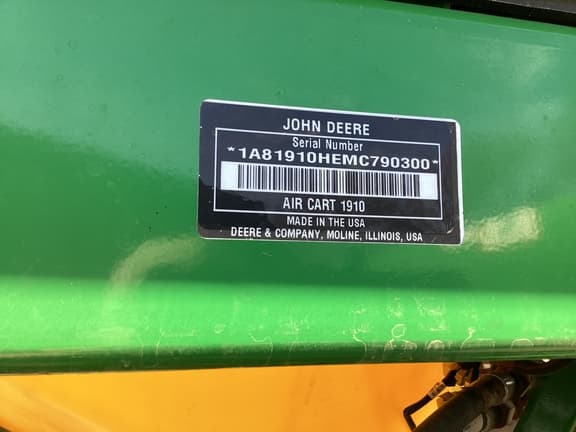 JOHN DEERE
Serial Number
*1A81910HEMC790300*
AIR CART 1910
MADE IN THE USA
DEERE & COMPANY, MOLINE, ILLINOIS, USA